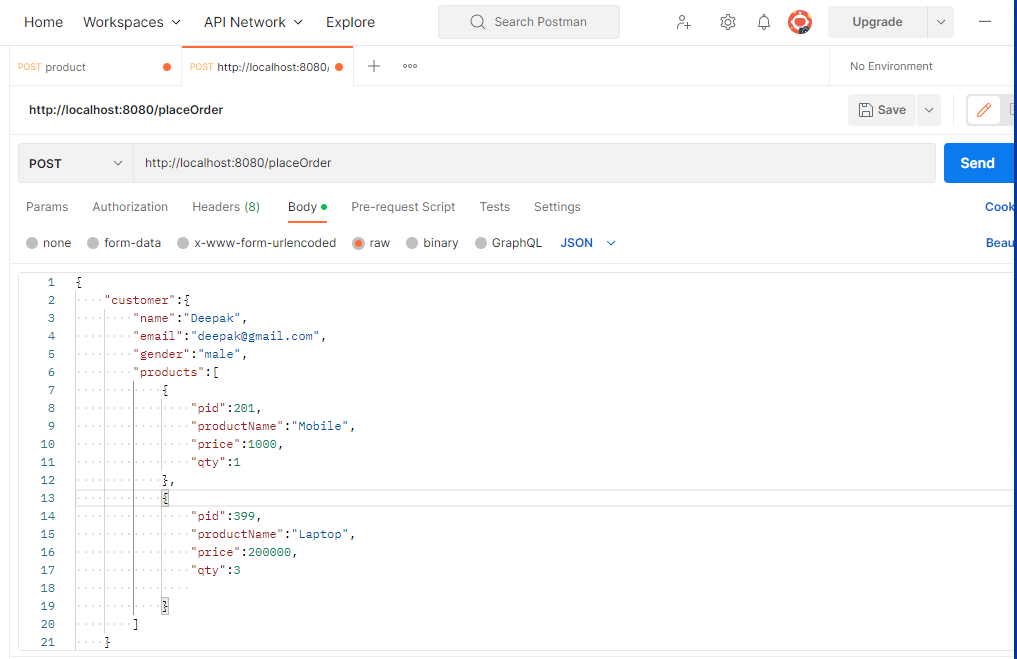 Home Workspaces API Network Explore Search Postman Upgrade
POST product POST http://localhost:8080/ No Environment
http://localhost:8080/placeOrder Save
POST http://localhost:8080/placeOrder Send
Params Authorization Headers (8) Body Pre-request Script Tests Settings Cook
none form-data x-www-form-urlencoded raw binary GraphQL JSON Beau
1 {
2 "customer":{
3 "name":"Deepak",
4 "email":"deepak@gmail.com",
5 "gender":"male",
6 "products":[
7 {
8 "pid":201,
9 "productName":"Mobile",
10 "price":1000,
11 "qty":1
12 },
13 {
14 "pid":399,
15 "productName":"Laptop",
16 "price":200000,
17 "qty":3
18
19 }
20 ]
21 }